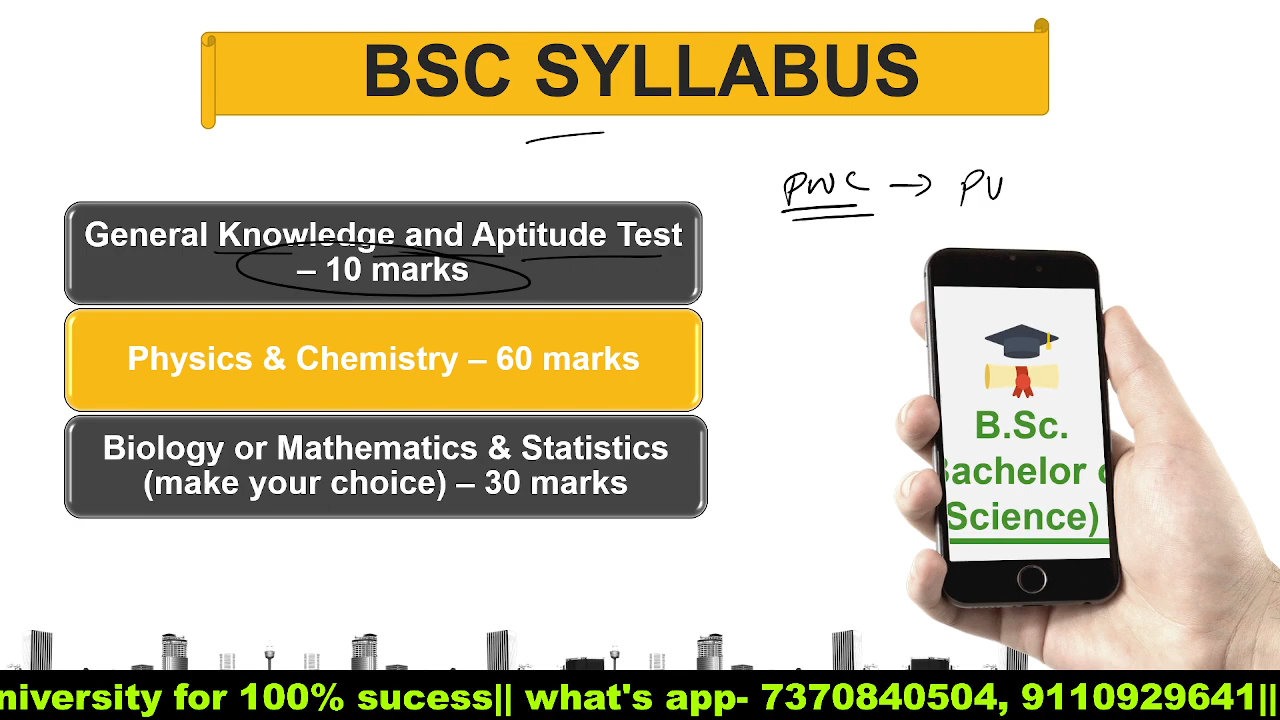 BSC SYLLABUS
PWC → PU
General Knowledge and Aptitude Test
– 10 marks
Physics & Chemistry – 60 marks
Biology or Mathematics & Statistics
(make your choice) – 30 marks
B.Sc.
Bachelor o
Science)
niversity for 100% sucess|| what's app- 7370840504, 9110929641||